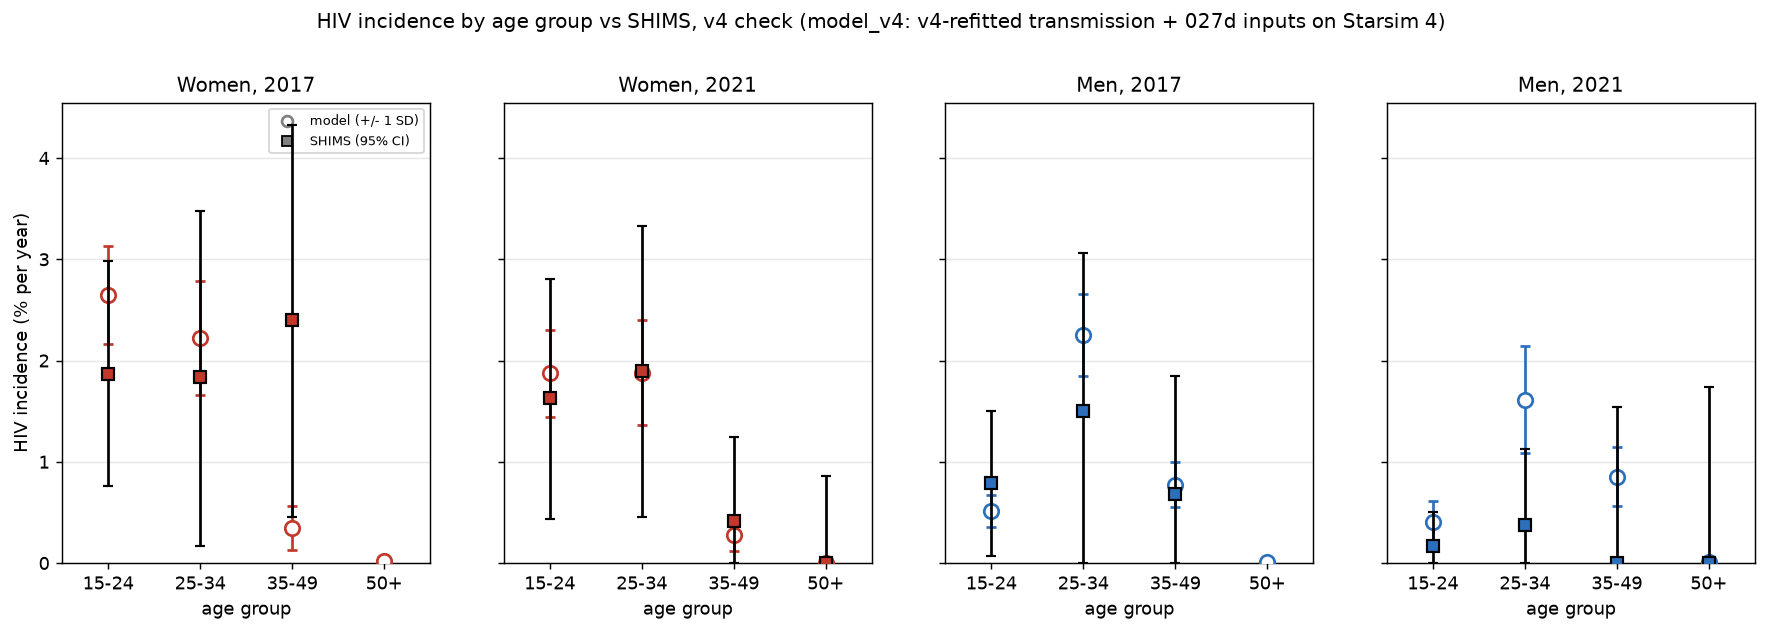 HIV incidence by age group vs SHIMS, v4 check (model_v4: v4-refitted transmission + 027d inputs on Starsim 4)
Women, 2017
Women, 2021
Men, 2017
Men, 2021
model (+/- 1 SD)
SHIMS (95% CI)
HIV incidence (% per year)
4
3
2
1
0
15-24 25-34 35-49 50+
15-24 25-34 35-49 50+
15-24 25-34 35-49 50+
15-24 25-34 35-49 50+
age group
age group
age group
age group